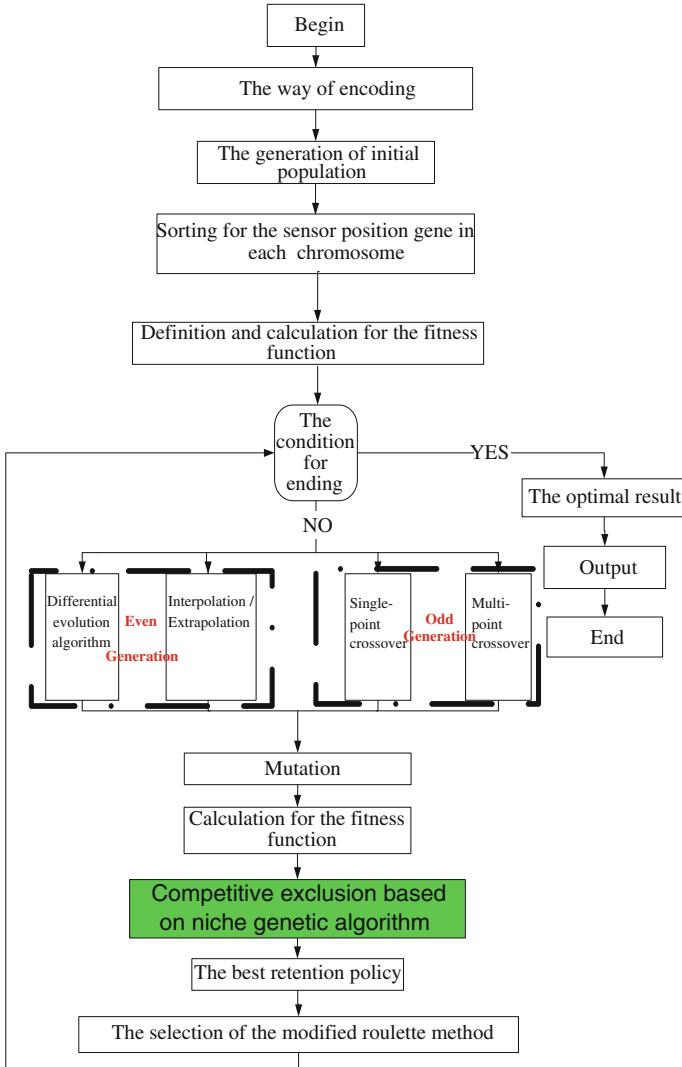 Begin
The way of encoding
The generation of initial
population
Sorting for the sensor position gene in
each chromosome
Definition and calculation for the fitness
function
The
condition
for
ending
YES
The optimal result
Output
End
NO
Differential
evolution
algorithm
Even
Generation
Interpolation /
Extrapolation
Single-
point
crossover
Odd
Generation
Multi-
point
crossover
Mutation
Calculation for the fitness
function
Competitive exclusion based
on niche genetic algorithm
The best retention policy
The selection of the modified roulette method